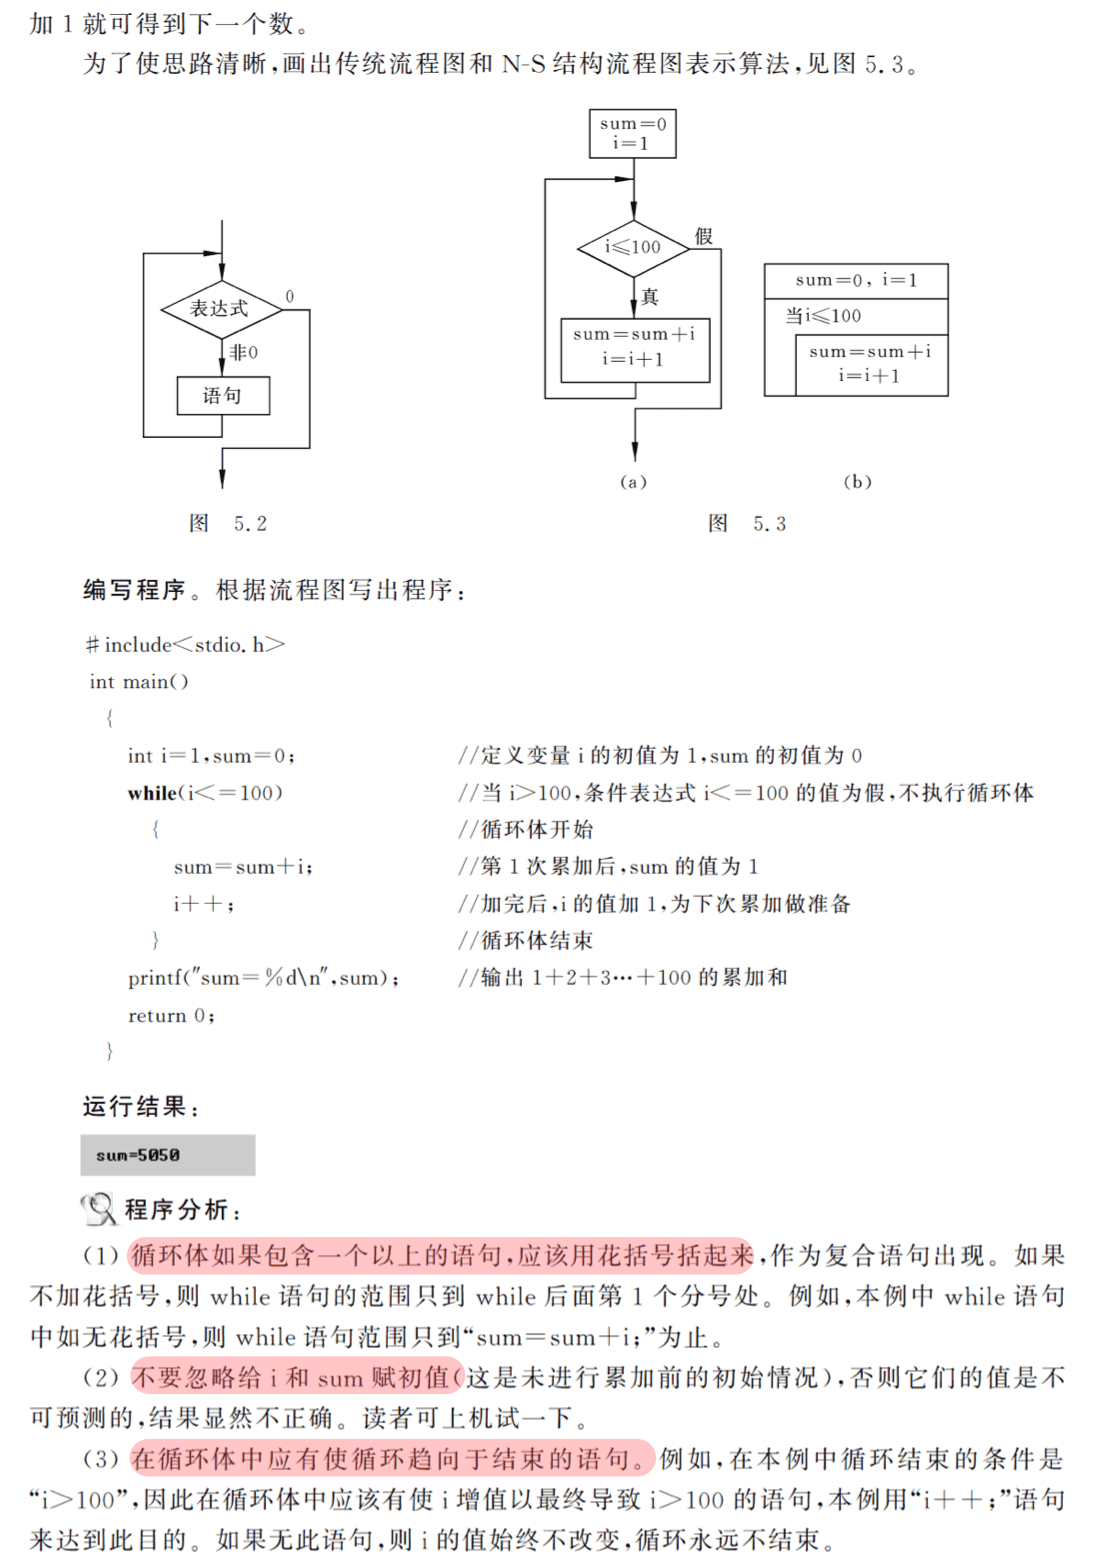 加 1 就可得到下一个数。
为了使思路清晰,画出传统流程图和 N-S 结构流程图表示算法,见图 5.3。
表达式
0
非0
语句
图 5.2
sum=0
i=1
i≤100
假
真
sum=sum+i
i=i+1
(a)
sum=0, i=1
当i≤100
sum=sum+i
i=i+1
(b)
图 5.3
编写程序。根据流程图写出程序:
#include<stdio.h>
int main()
{
int i=1,sum=0; //定义变量 i 的初值为 1,sum 的初值为 0
while(i<=100) //当 i>100,条件表达式 i<=100 的值为假,不执行循环体
{ //循环体开始
sum=sum+i; //第 1 次累加后,sum 的值为 1
i++; //加完后,i 的值加 1,为下次累加做准备
} //循环体结束
printf("sum=%d\n",sum); //输出 1+2+3…+100 的累加和
return 0;
}
运行结果:
sum=5050
程序分析:
(1) 循环体如果包含一个以上的语句,应该用花括号括起来,作为复合语句出现。如果
不加花括号,则 while 语句的范围只到 while 后面第 1 个分号处。例如,本例中 while 语句
中如无花括号,则 while 语句范围只到“sum=sum+i;”为止。
(2) 不要忽略给 i 和 sum 赋初值(这是未进行累加前的初始情况),否则它们的值是不
可预测的,结果显然不正确。读者可上机试一下。
(3) 在循环体中应有使循环趋向于结束的语句。例如,在本例中循环结束的条件是
“i>100”,因此在循环体中应该有使 i 增值以最终导致 i>100 的语句,本例用“i++;”语句
来达到此目的。如果无此语句,则 i 的值始终不改变,循环永远不结束。